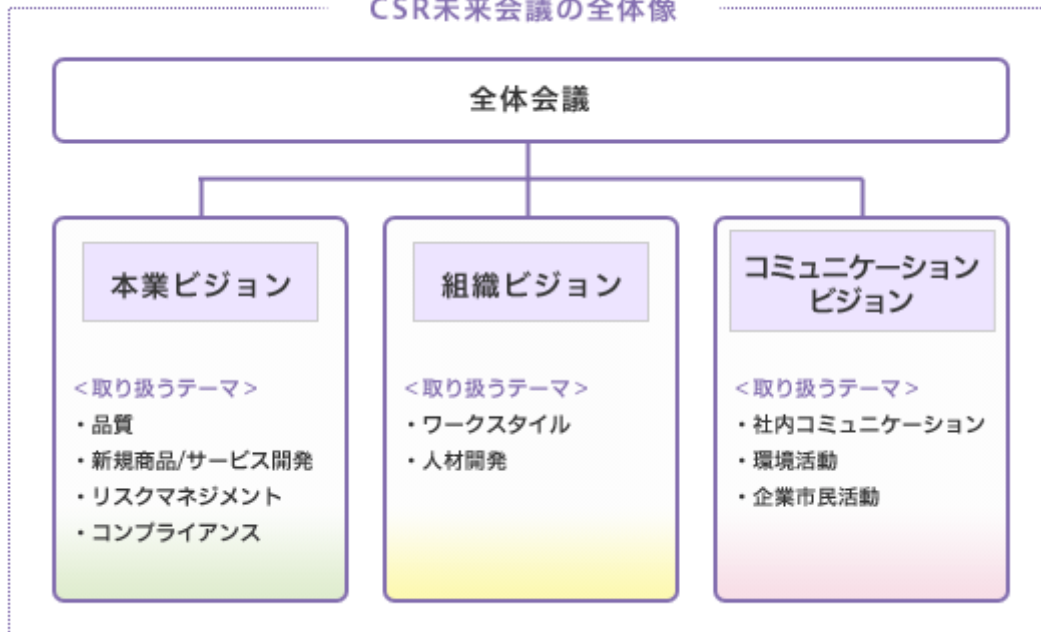 CSR未来会議の全体像
全体会議
本業ビジョン
<取り扱うテーマ>
・品質
・新規商品/サービス開発
・リスクマネジメント
・コンプライアンス
組織ビジョン
<取り扱うテーマ>
・ワークスタイル
・人材開発
コミュニケーション
ビジョン
<取り扱うテーマ>
・社内コミュニケーション
・環境活動
・企業市民活動